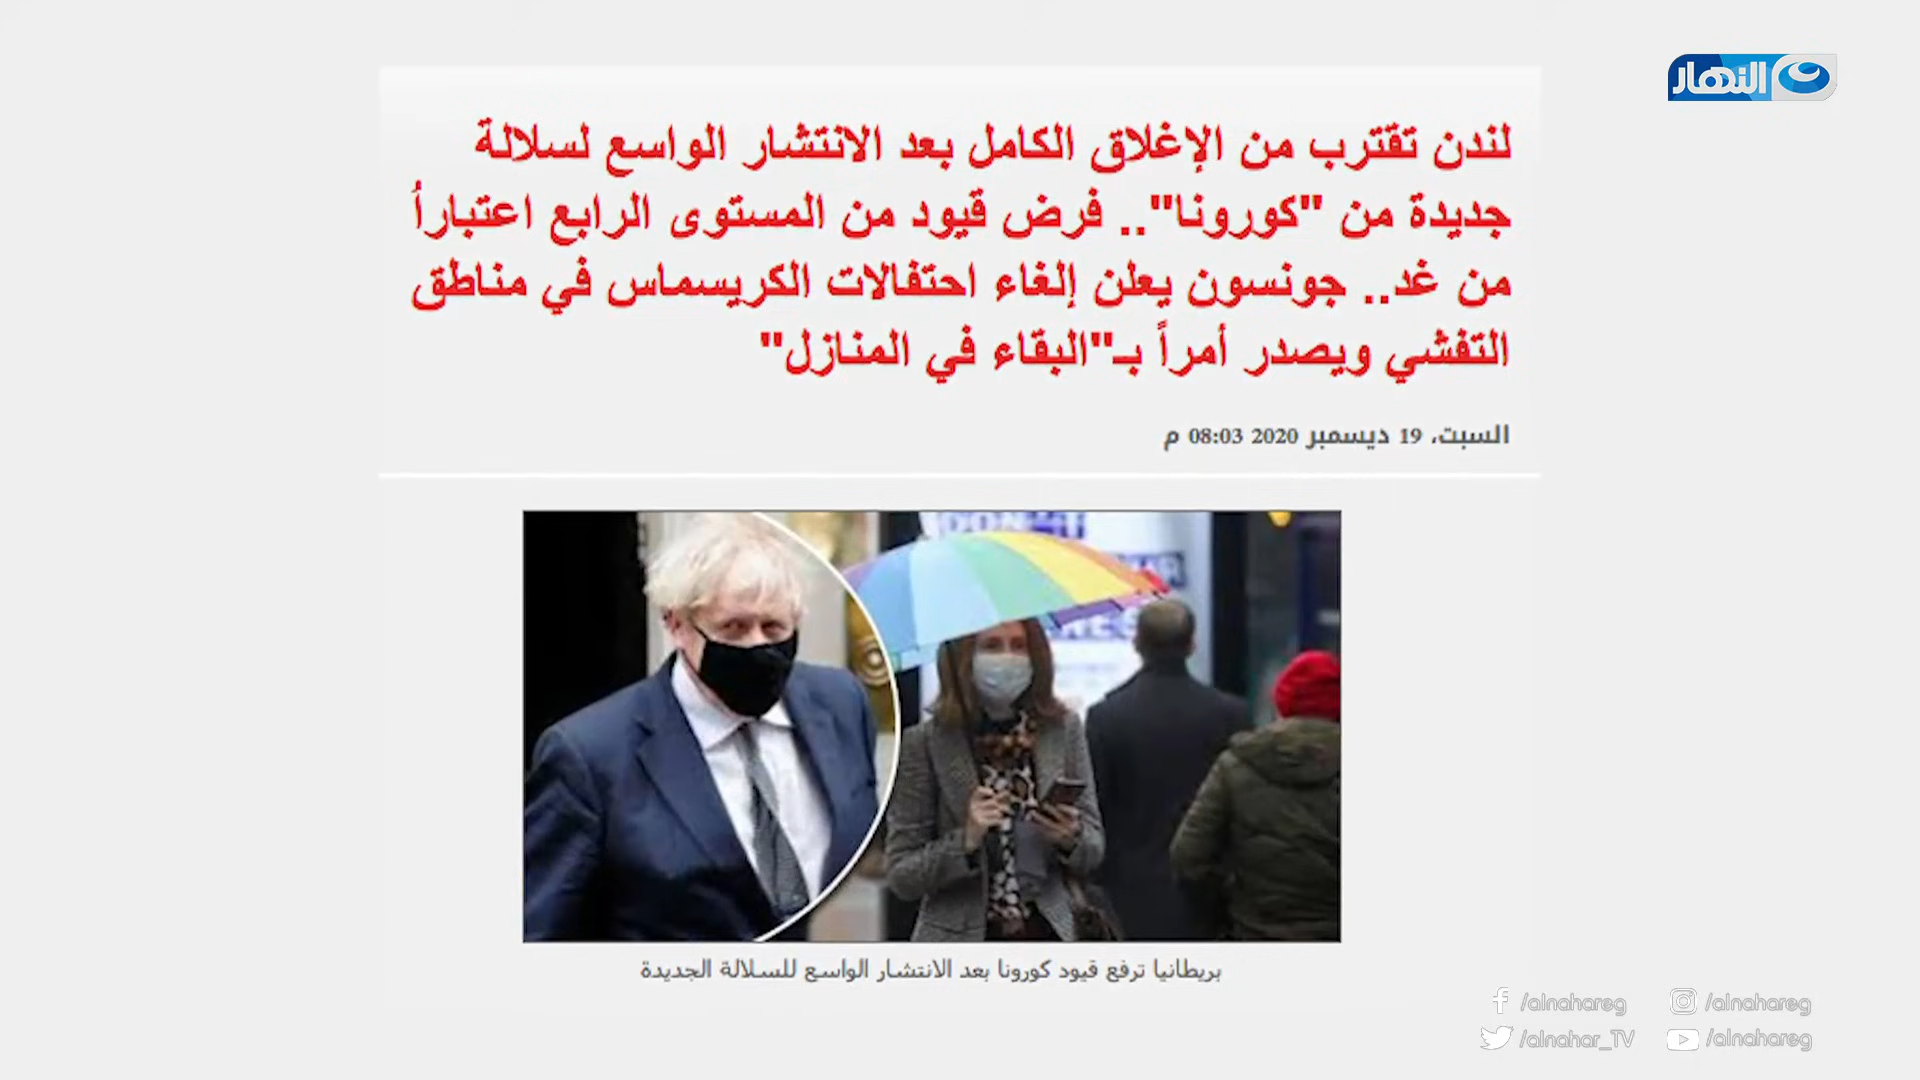 النهار
لندن تقترب من الإغلاق الكامل بعد الانتشار الواسع لسلالة
جديدة من "كورونا".. فرض قيود من المستوى الرابع اعتباراً
من غد.. جونسون يعلن إلغاء احتفالات الكريسماس في مناطق
التفشي ويصدر أمراً بـ"البقاء في المنازل"
السبت، 19 ديسمبر 2020 08:03 م
بريطانيا ترفع قيود كورونا بعد الانتشار الواسع للسلالة الجديدة
/alnahareg
/alnahareg
/alnahar_TV
/alnahareg